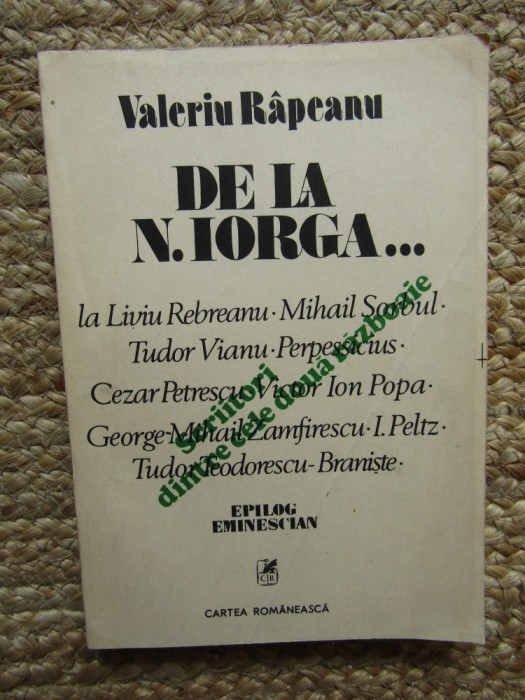 Valeriu Râpeanu
DE LA
N. IORGA...
la Liviu Rebreanu · Mihail Sorbul ·
Tudor Vianu · Perpessicius ·
Cezar Petrescu · Victor Ion Popa ·
George-Mihail Zamfirescu · I. Peltz ·
Tudor Teodorescu-Braniște ·
Scriitori
dintre cele două războaie
EPILOG
EMINESCIAN
CR
CARTEA ROMÂNEASCĂ